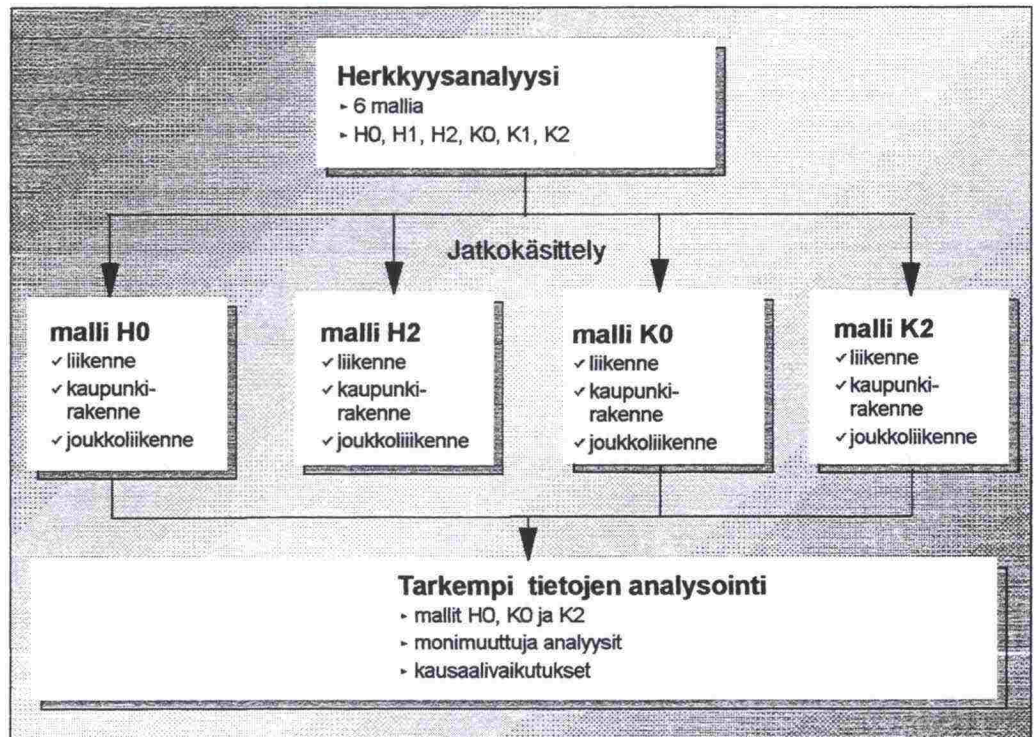 Herkkyysanalyysi
▸ 6 mallia
▸ H0, H1, H2, K0, K1, K2
Jatkokäsittely
malli H0
✓ liikenne
✓ kaupunki-
rakenne
✓ joukkoliikenne
malli H2
✓ liikenne
✓ kaupunki-
rakenne
✓ joukkoliiikenne
malli K0
✓ liikenne
✓ kaupunki-
rakenne
✓ joukkoliikenne
malli K2
✓ liikenne
✓ kaupunki-
rakenne
✓ joukkoliikenne
Tarkempi tietojen analysointi
▸ mallit H0, K0 ja K2
▸ monimuuttuja analyysit
▸ kausaalivaikutukset